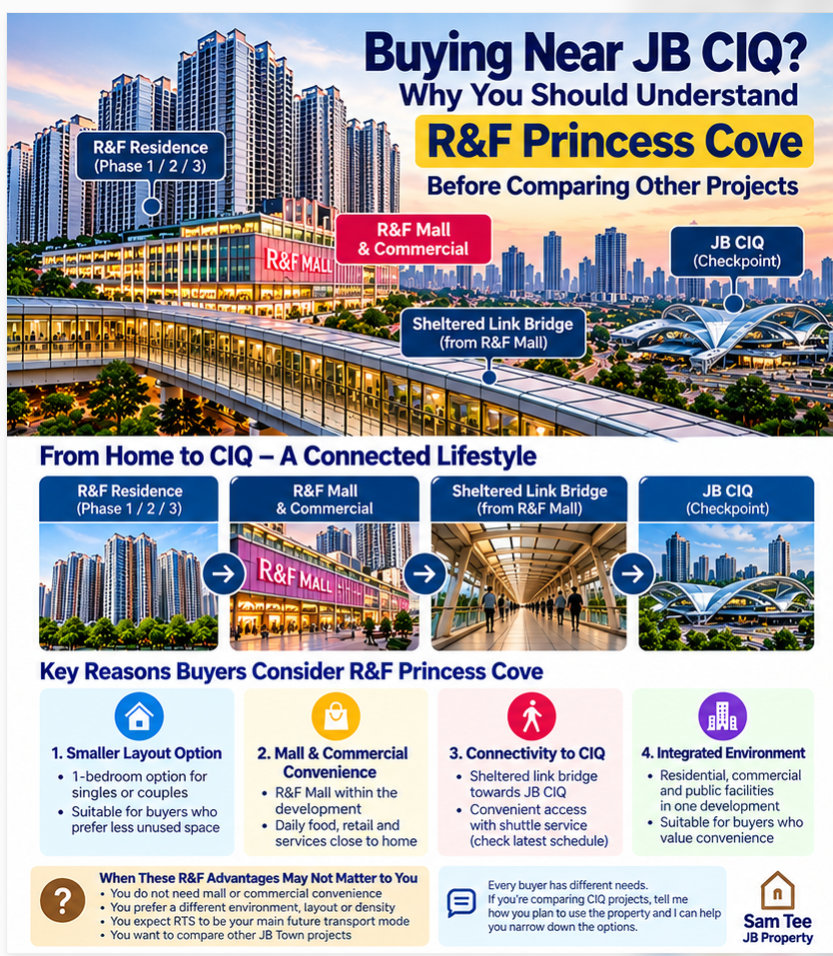 Buying Near JB CIQ?
Why You Should Understand
R&F Princess Cove
Before Comparing Other Projects
R&F Residence
(Phase 1 / 2 / 3)
R&F MALL
R&F Mall
& Commercial
JB CIQ
(Checkpoint)
Sheltered Link Bridge
(from R&F Mall)
From Home to CIQ – A Connected Lifestyle
R&F Residence
(Phase 1 / 2 / 3)
R&F Mall
& Commercial
R&F MALL
Sheltered Link Bridge
(from R&F Mall)
JB CIQ
(Checkpoint)
Key Reasons Buyers Consider R&F Princess Cove
1. Smaller Layout Option
• 1-bedroom option for
singles or couples
• Suitable for buyers who
prefer less unused space
2. Mall & Commercial
Convenience
• R&F Mall within the
development
• Daily food, retail and
services close to home
3. Connectivity to CIQ
• Sheltered link bridge
towards JB CIQ
• Convenient access
with shuttle service
(check latest schedule)
4. Integrated Environment
• Residential, commercial
and public facilities
in one development
• Suitable for buyers who
value convenience
?
When These R&F Advantages May Not Matter to You
• You do not need mall or commercial convenience
• You prefer a different environment, layout or density
• You expect RTS to be your main future transport mode
• You want to compare other JB Town projects
Every buyer has different needs.
If you're comparing CIQ projects, tell me
how you plan to use the property and I can help
you narrow down the options.
Sam Tee
JB Property